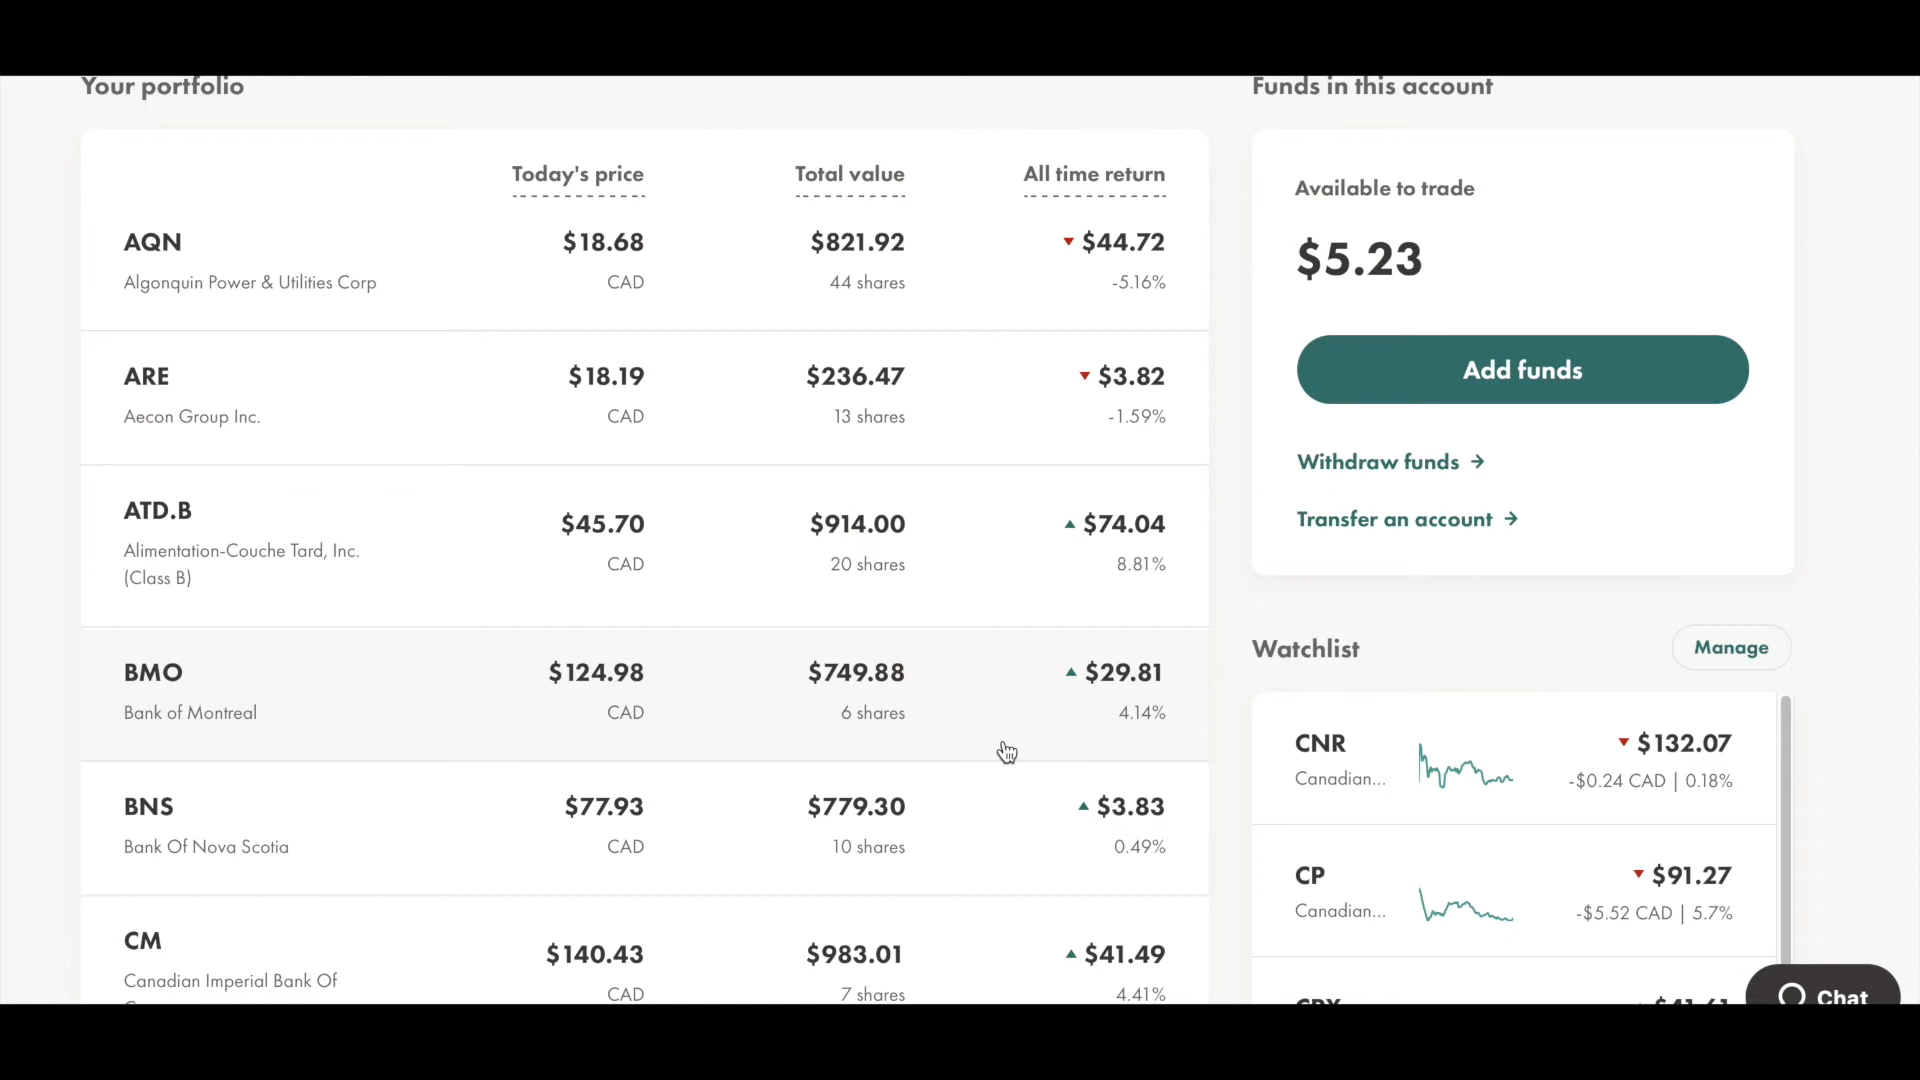 Your portfolio
Today's price Total value All time return
AQN $18.68 $821.92 $44.72
Algonquin Power & Utilities Corp CAD 44 shares -5.16%
ARE $18.19 $236.47 $3.82
Aecon Group Inc. CAD 13 shares -1.59%
ATD.B $45.70 $914.00 $74.04
Alimentation-Couche Tard, Inc. CAD 20 shares 8.81%
(Class B)
BMO $124.98 $749.88 $29.81
Bank of Montreal CAD 6 shares 4.14%
BNS $77.93 $779.30 $3.83
Bank Of Nova Scotia CAD 10 shares 0.49%
CM $140.43 $983.01 $41.49
Canadian Imperial Bank Of CAD 7 shares 4.41%
Funds in this account
Available to trade
$5.23
Add funds
Withdraw funds →
Transfer an account →
Watchlist Manage
CNR $132.07
Canadian... -$0.24 CAD | 0.18%
CP $91.27
Canadian... -$5.52 CAD | 5.7%
Chat